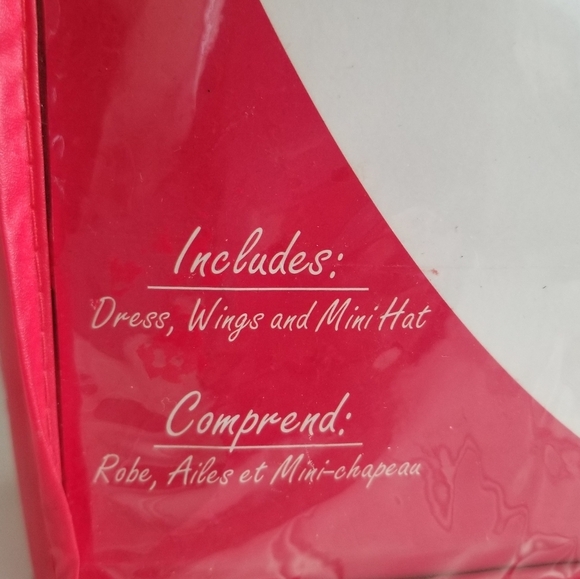 Includes:
Dress, Wings and Mini Hat
Comprend:
Robe, Ailes et Mini-chapeau